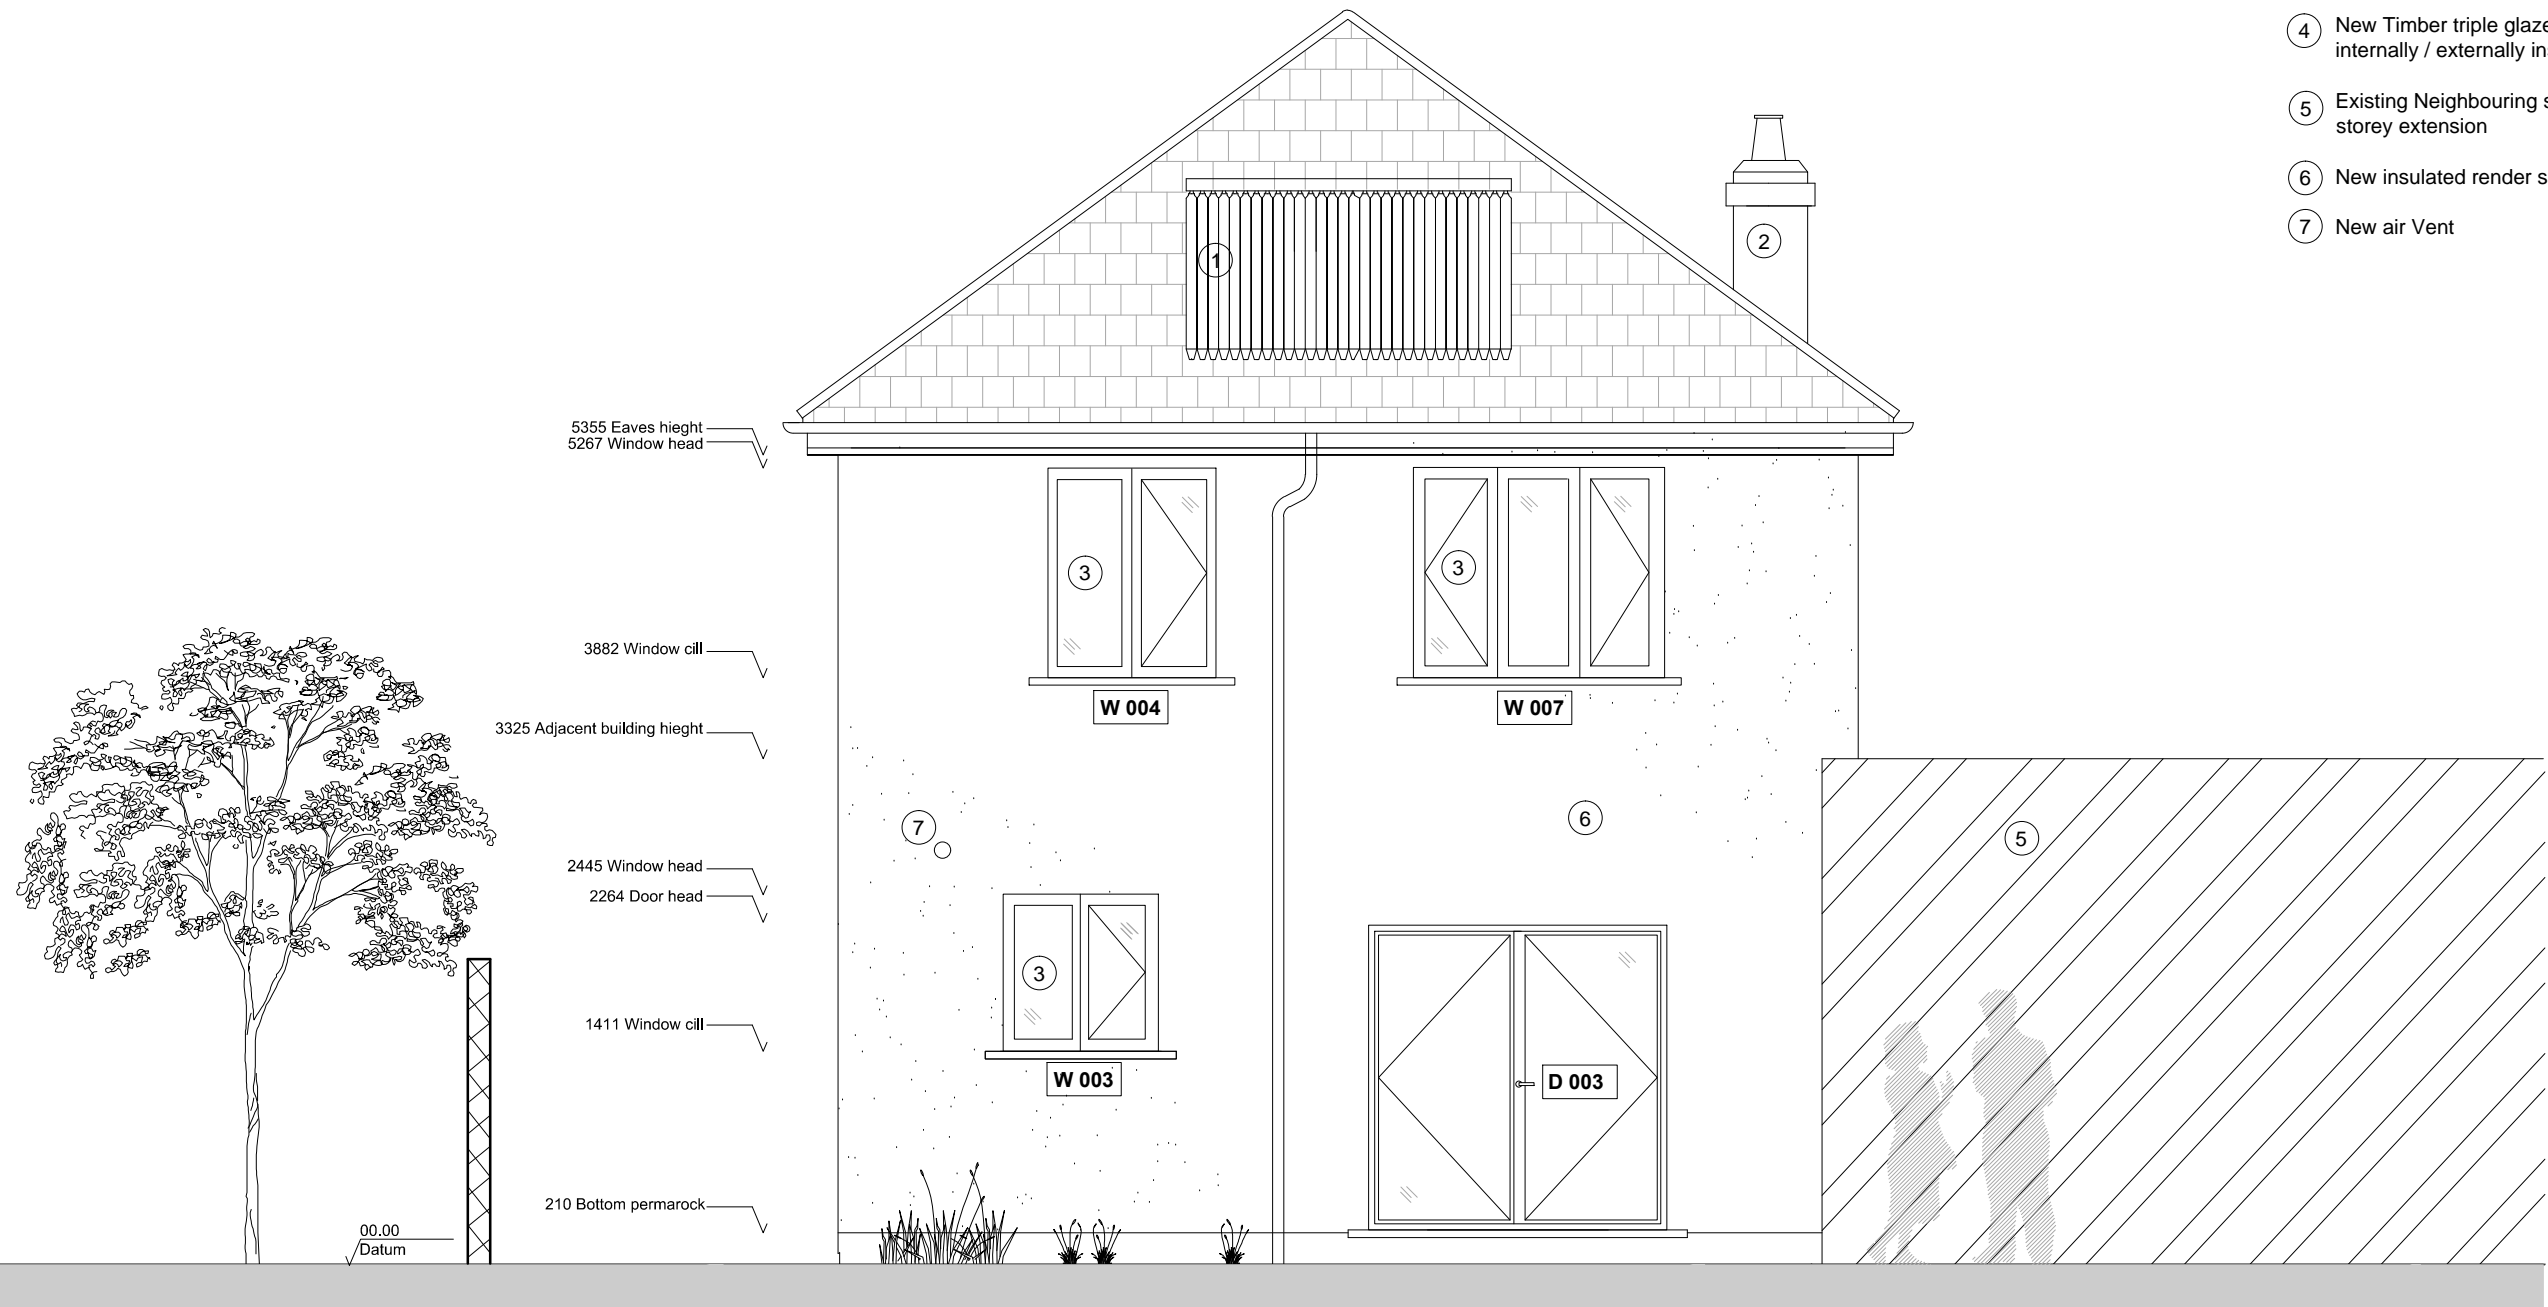 4 New Timber triple glaze
internally / externally in
5 Existing Neighbouring s
storey extension
6 New insulated render s
7 New air Vent
2
1
5355 Eaves hieght
5267 Window head
3
3
3882 Window cill
W 004
W 007
3325 Adjacent building hieght
7
6
5
2445 Window head
2264 Door head
3
1411 Window cill
W 003
D 003
210 Bottom permarock
00.00
Datum